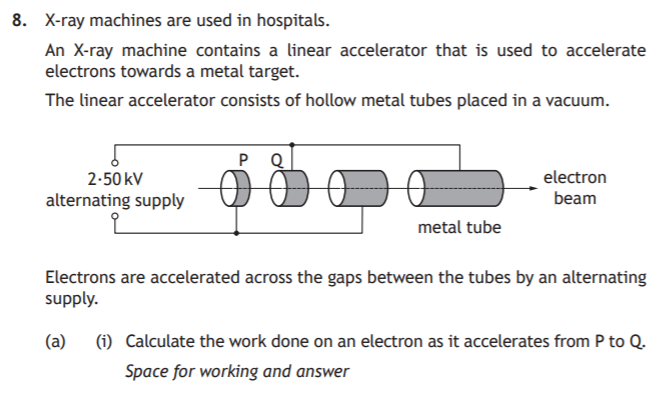 8. X-ray machines are used in hospitals.
An X-ray machine contains a linear accelerator that is used to accelerate
electrons towards a metal target.
The linear accelerator consists of hollow metal tubes placed in a vacuum.
P Q
2·50 kV
alternating supply
electron
beam
metal tube
Electrons are accelerated across the gaps between the tubes by an alternating
supply.
(a) (i) Calculate the work done on an electron as it accelerates from P to Q.
Space for working and answer